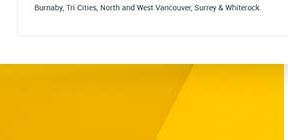 Burnaby, Tri Cities, North and West Vancouver, Surrey & Whiterock.